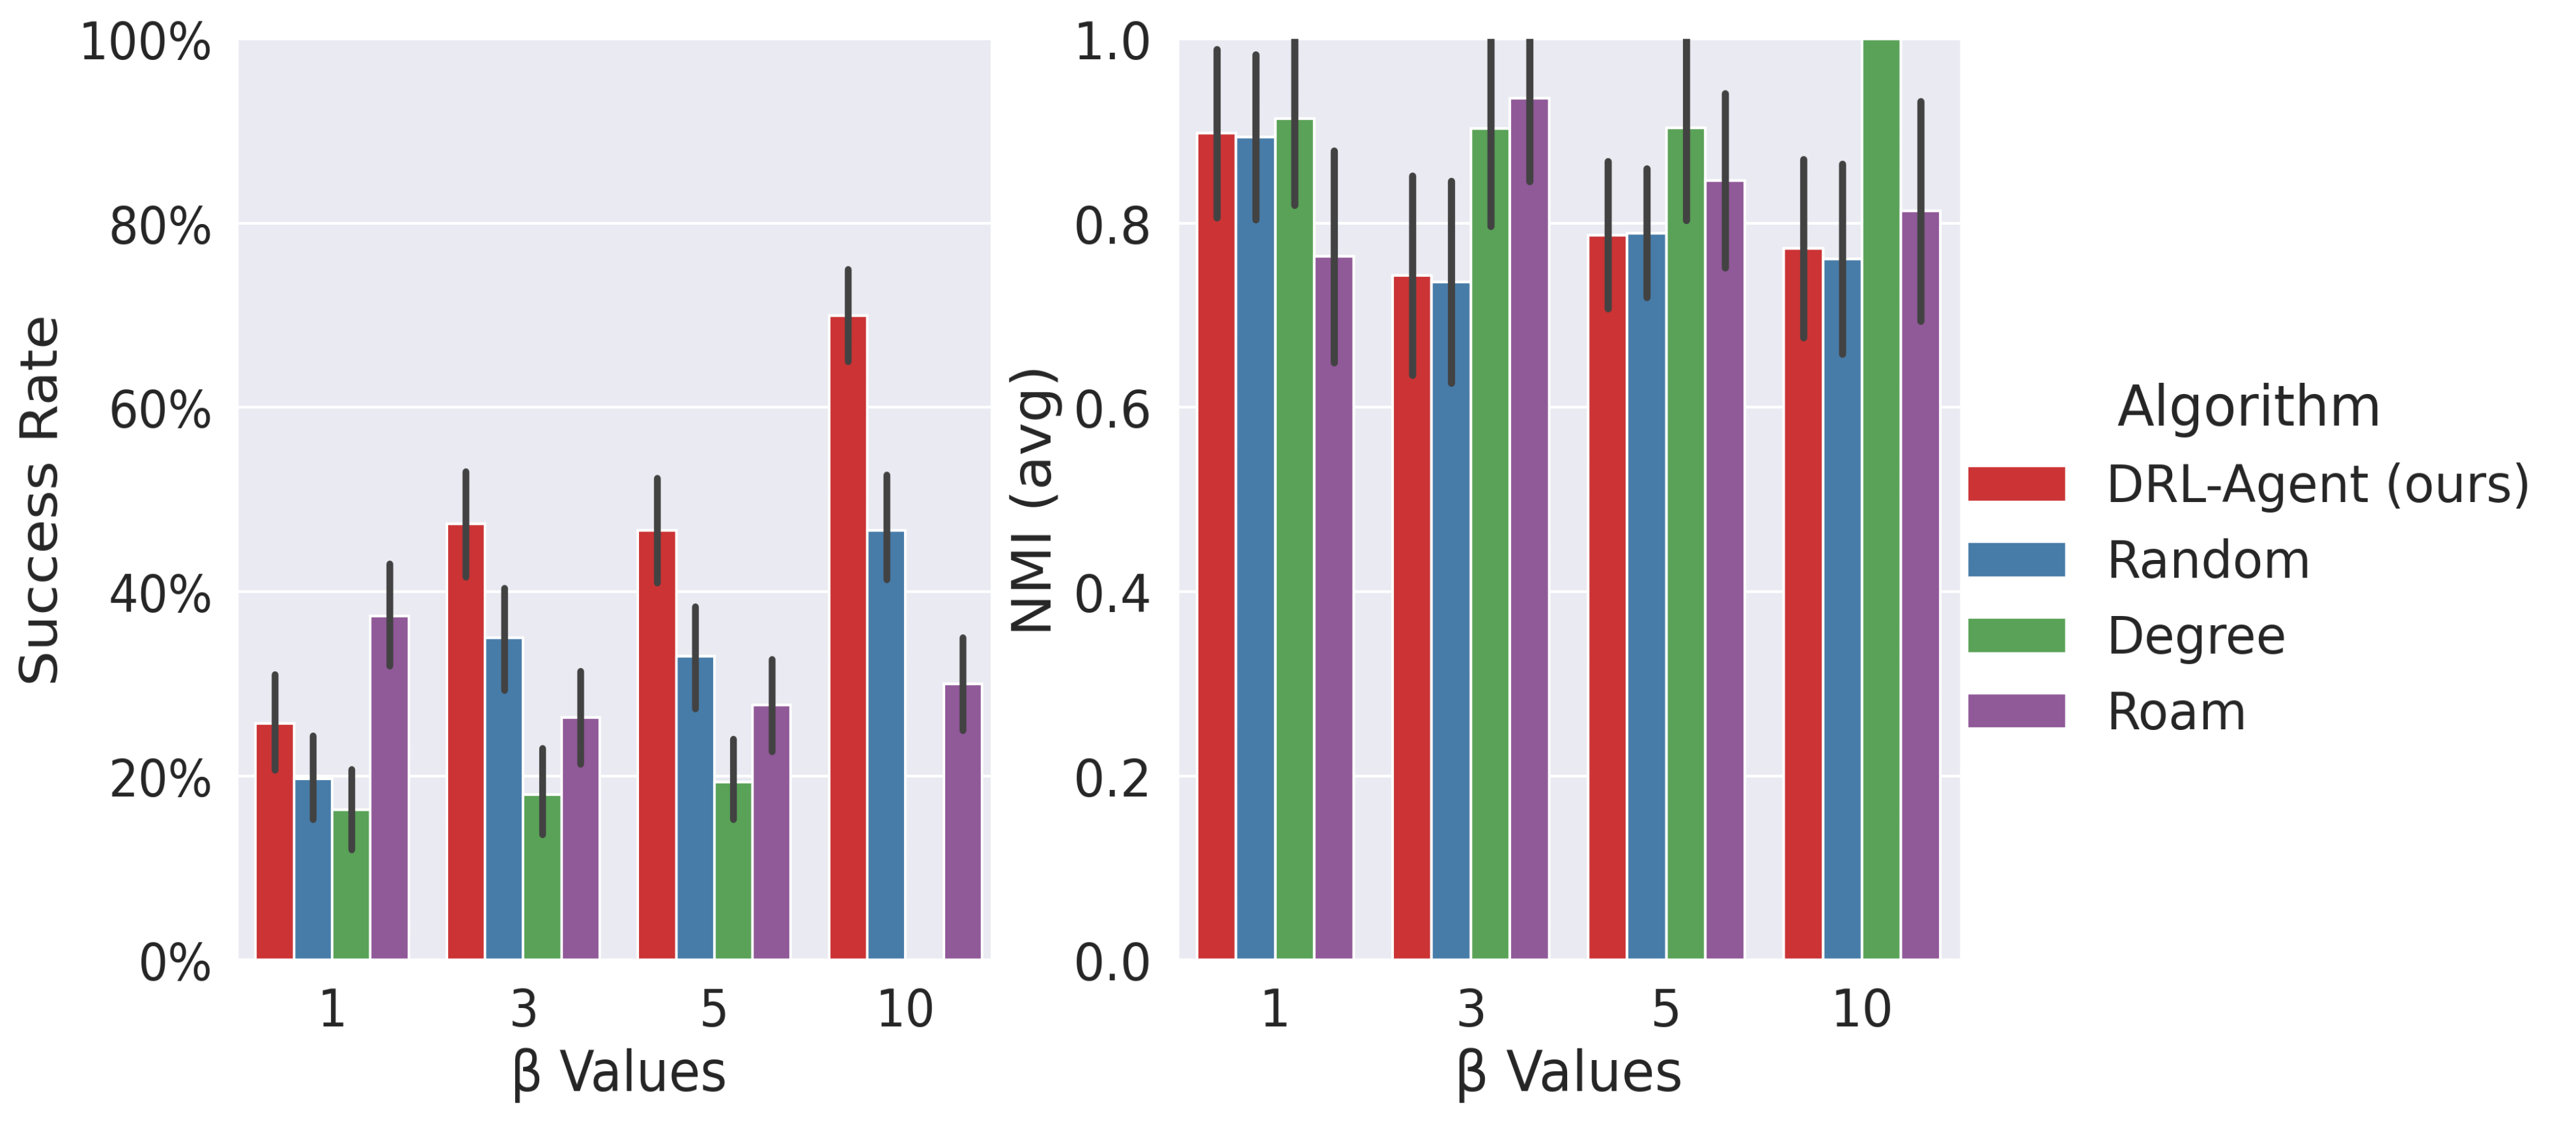 100%
80%
60%
40%
20%
0%
Success Rate
1 3 5 10
β Values
1.0
0.8
0.6
0.4
0.2
0.0
NMI (avg)
1 3 5 10
β Values
Algorithm
DRL-Agent (ours)
Random
Degree
Roam